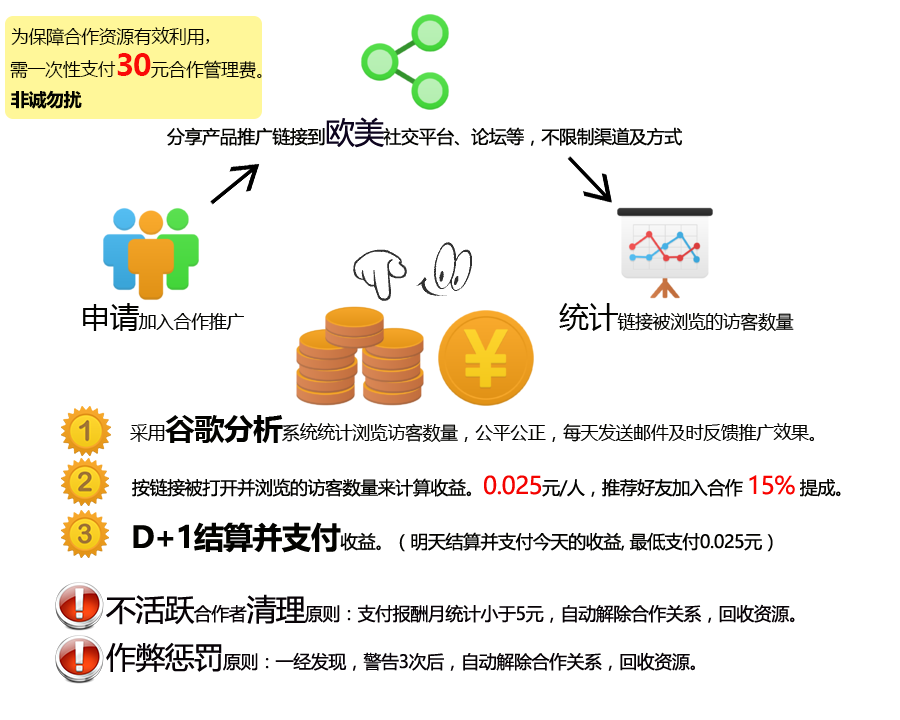 为保障合作资源有效利用，
需一次性支付30元合作管理费。
非诚勿扰
分享产品推广链接到欧美社交平台、论坛等，不限制渠道及方式
申请加入合作推广
统计链接被浏览的访客数量
¥
1 采用谷歌分析系统统计浏览访客数量，公平公正，每天发送邮件及时反馈推广效果。
2 按链接被打开并浏览的访客数量来计算收益。0.025元/人，推荐好友加入合作 15% 提成。
3 D+1结算并支付收益。（明天结算并支付今天的收益, 最低支付0.025元）
! 不活跃合作者清理原则：支付报酬月统计小于5元，自动解除合作关系，回收资源。
! 作弊惩罚原则：一经发现，警告3次后，自动解除合作关系，回收资源。